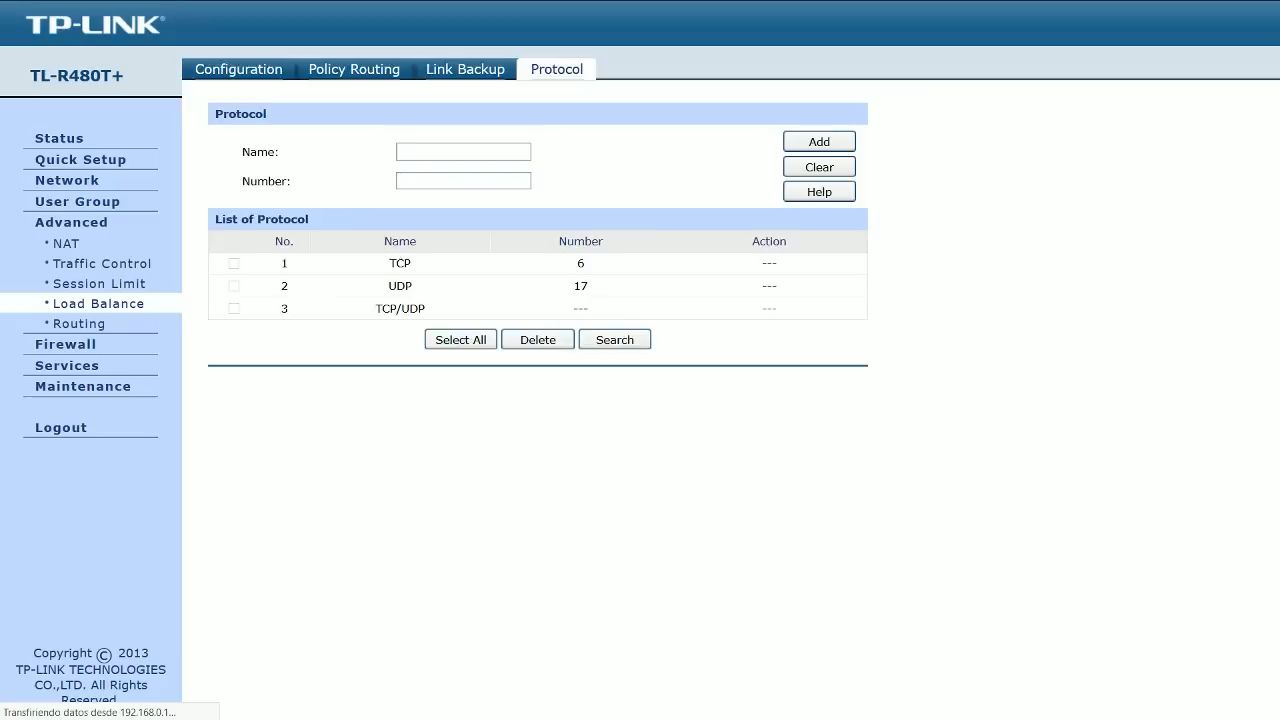 TP-LINK
TL-R480T+
Configuration Policy Routing Link Backup Protocol
Status
Quick Setup
Network
User Group
Advanced
• NAT
• Traffic Control
• Session Limit
• Load Balance
• Routing
Firewall
Services
Maintenance
Logout
Copyright © 2013
TP-LINK TECHNOLOGIES
CO.,LTD. All Rights
Reserved
Protocol
Name:
Number:
Add
Clear
Help
List of Protocol
No. Name Number Action
1 TCP 6 ---
2 UDP 17 ---
3 TCP/UDP --- ---
Select All Delete Search
Transfiriendo datos desde 192.168.0.1...